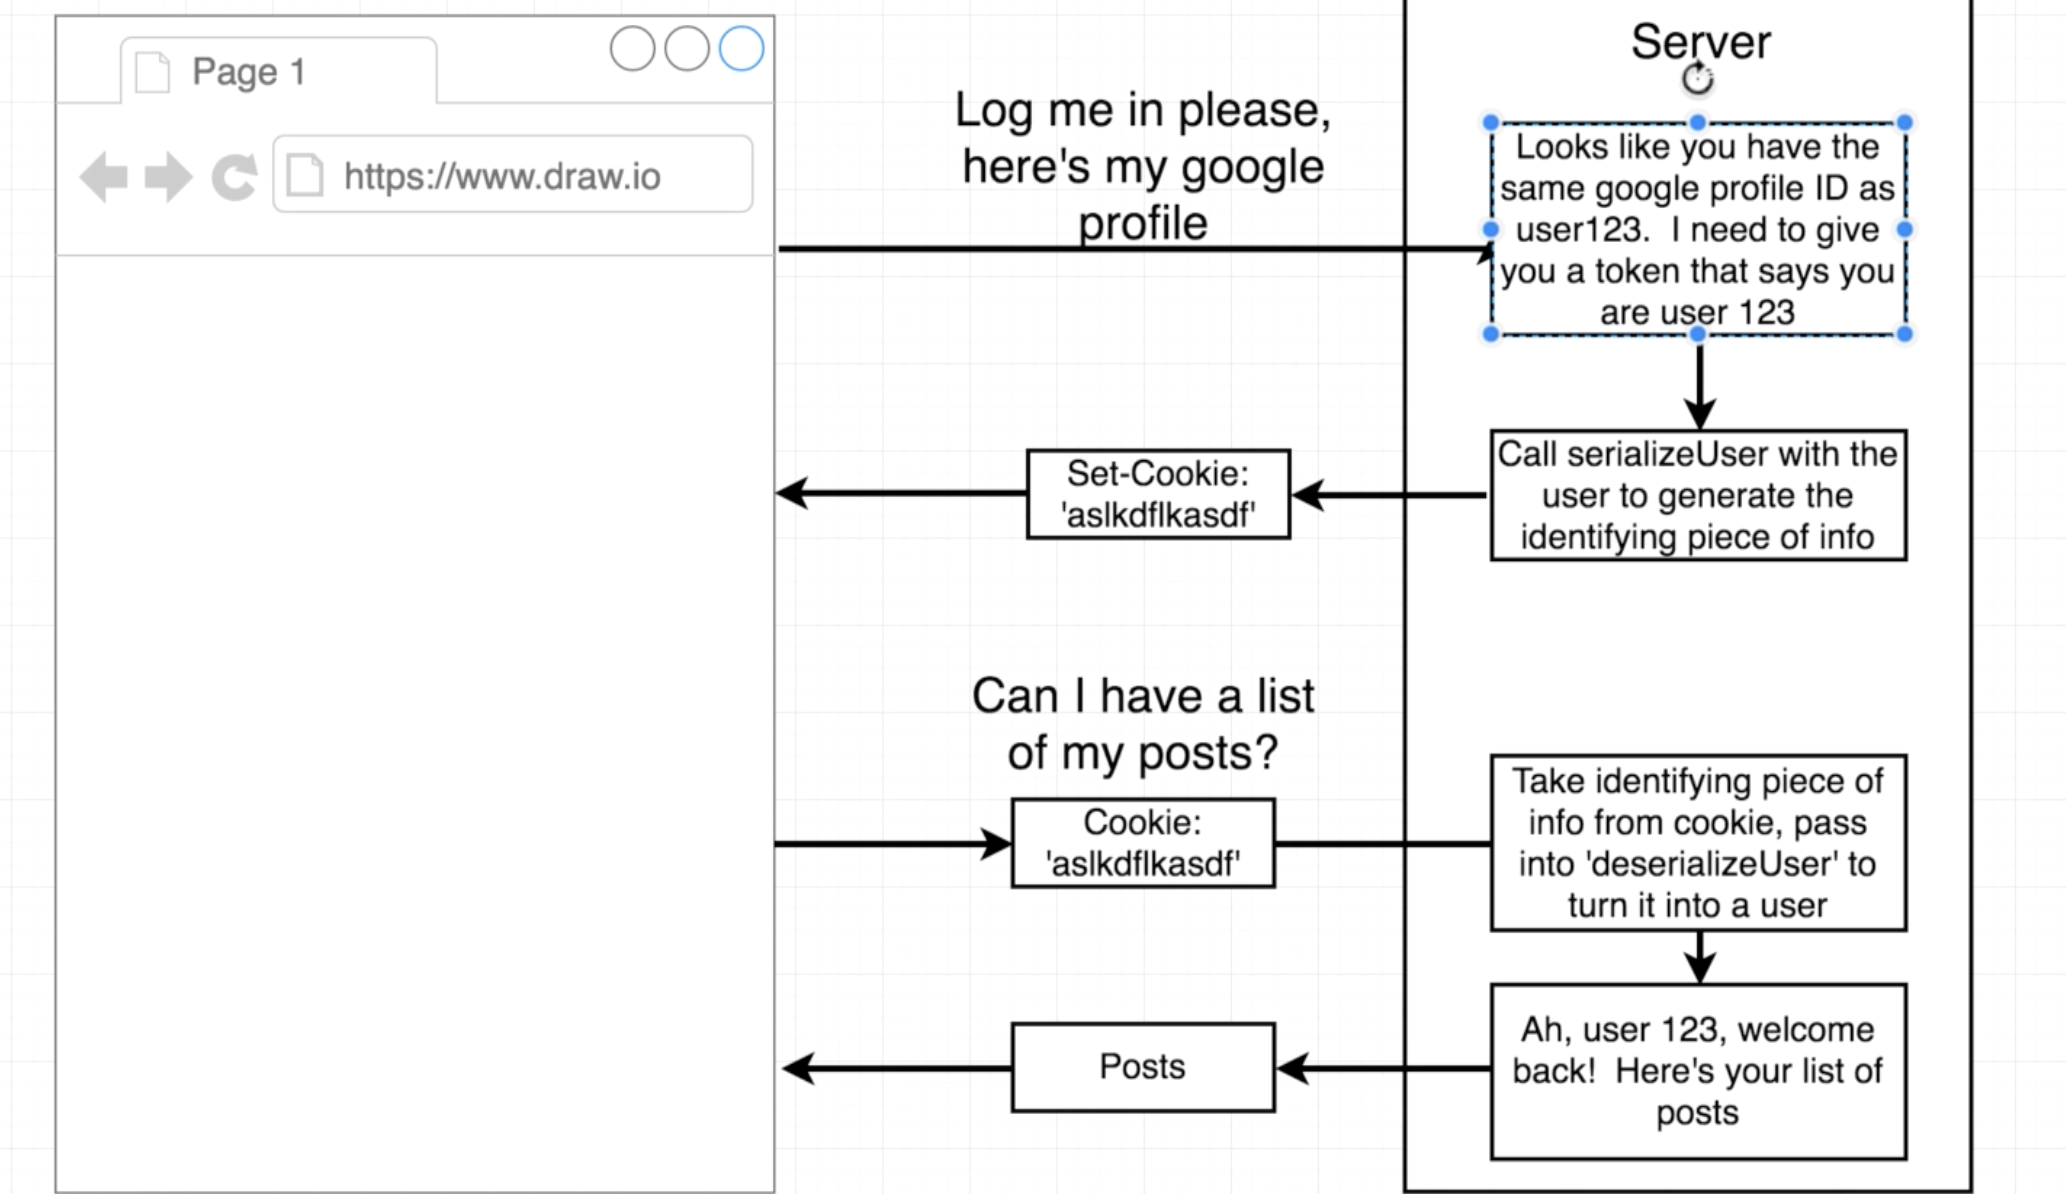 Page 1
https://www.draw.io
Log me in please,
here's my google
profile
Server
Looks like you have the
same google profile ID as
user123.  I need to give
you a token that says you
are user 123
Call serializeUser with the
user to generate the
identifying piece of info
Set-Cookie:
'aslkdflkasdf'
Can I have a list
of my posts?
Cookie:
'aslkdflkasdf'
Take identifying piece of
info from cookie, pass
into 'deserializeUser' to
turn it into a user
Ah, user 123, welcome
back!  Here's your list of
posts
Posts